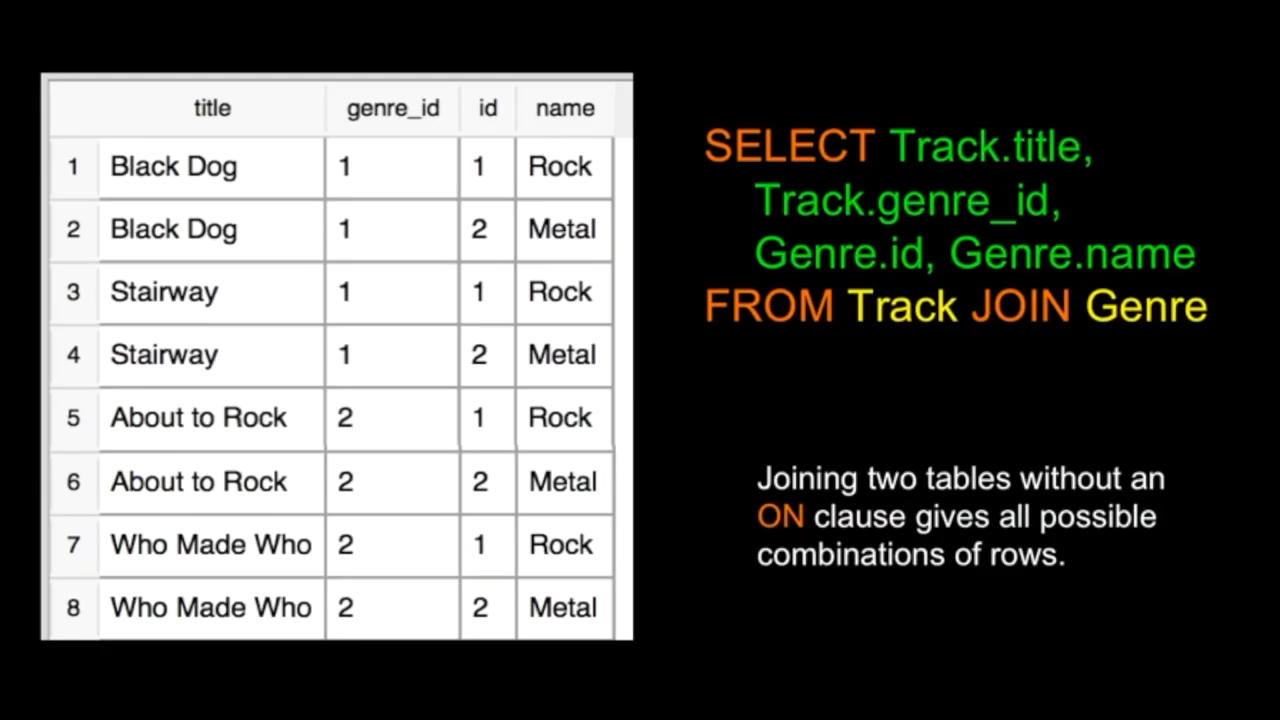 title genre_id id name
1 Black Dog 1 1 Rock
2 Black Dog 1 2 Metal
3 Stairway 1 1 Rock
4 Stairway 1 2 Metal
5 About to Rock 2 1 Rock
6 About to Rock 2 2 Metal
7 Who Made Who 2 1 Rock
8 Who Made Who 2 2 Metal
SELECT Track.title,
Track.genre_id,
Genre.id, Genre.name
FROM Track JOIN Genre
Joining two tables without an
ON clause gives all possible
combinations of rows.